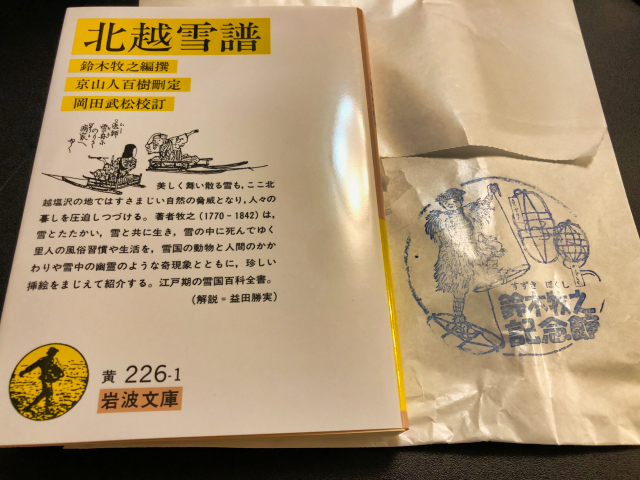 北越雪譜
鈴木牧之編撰
京山人百樹刪定
岡田武松校訂
美しく舞い散る雪も,ここ北
越塩沢の地ではすさまじい自然の脅威となり,人々の
暮しを圧迫しつづける。著者牧之(1770-1842)は,
雪とたたかい,雪と共に生き,雪の中に死んでゆく
里人の風俗習慣や生活を,雪国の動物と人間のかか
わりや雪中の幽霊のような奇現象とともに,珍しい
挿絵をまじえて紹介する。江戸期の雪国百科全書。
(解説=益田勝実)
黄 226-1
岩波文庫
すずき ぼくし
鈴木牧之
記念館